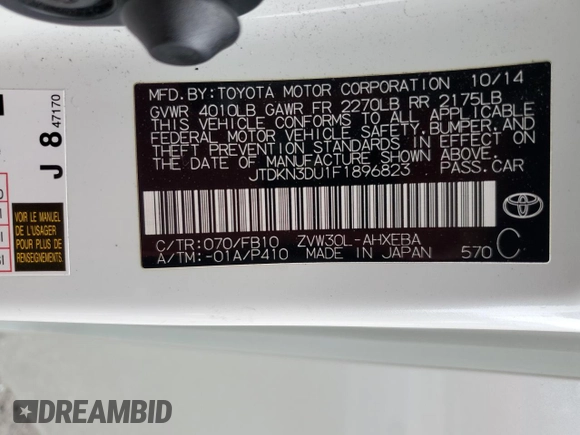 MFD.BY:TOYOTA MOTOR CORPORATION 10/14
GVWR 4010LB GAWR FR 2270LB RR 2175LB
THIS VEHICLE CONFORMS TO ALL APPLICABLE
FEDERAL MOTOR VEHICLE SAFETY,BUMPER,AND
THEFT PREVENTION STANDARDS IN EFFECT ON
THE DATE OF MANUFACTURE SHOWN ABOVE.
JTDKN3DU1F1896823 PASS.CAR
C/TR:070/FB10 ZVW30L-AHXEBA
A/TM:-01A/P410 MADE IN JAPAN 570 C
J 8 47170
VOIR LE MANUEL
DE L'USAGER
POUR PLUS DE
RENSEIGNEMENTS
DREAMBID